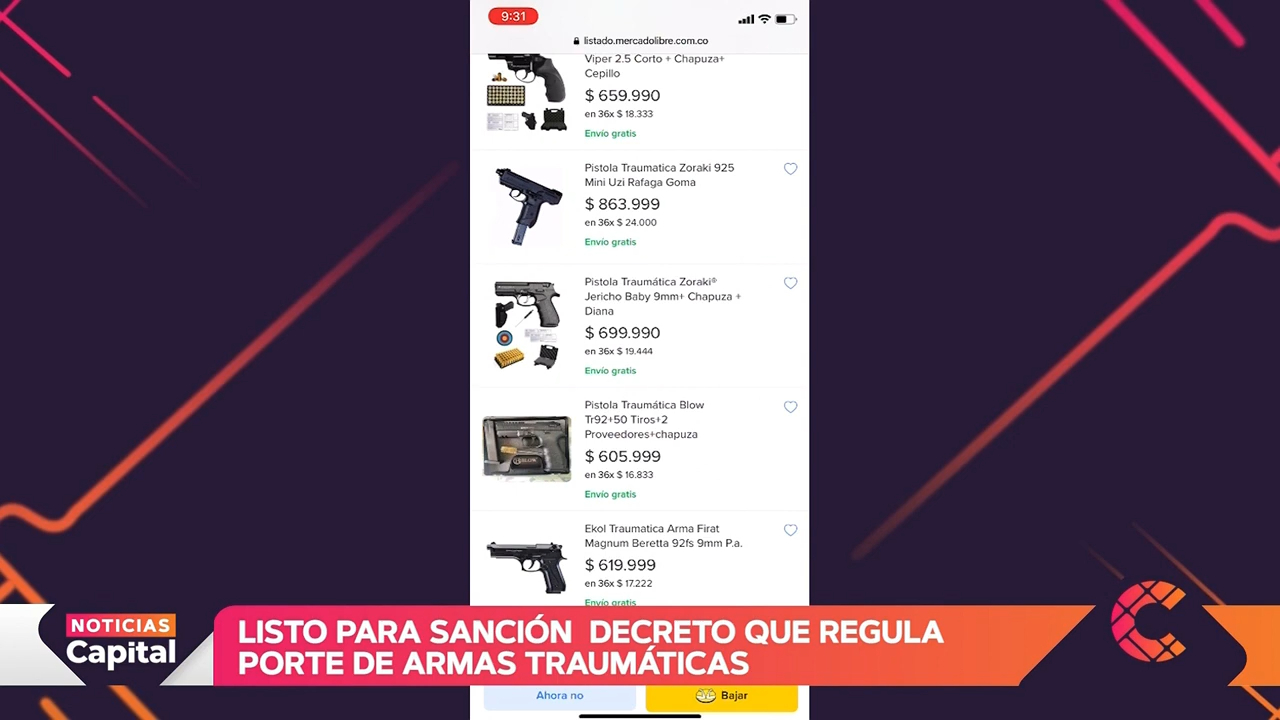 9:31
listado.mercadolibre.com.co
Viper 2.5 Corto + Chapuza+
Cepillo
$ 659.990
en 36x $ 18.333
Envío gratis
Pistola Traumatica Zoraki 925
Mini Uzi Rafaga Goma
$ 863.999
en 36x $ 24.000
Envío gratis
Pistola Traumática Zoraki®
Jericho Baby 9mm+ Chapuza +
Diana
$ 699.990
en 36x $ 19.444
Envío gratis
Pistola Traumática Blow
Tr92+50 Tiros+2
Proveedores+chapuza
$ 605.999
en 36x $ 16.833
Envío gratis
Ekol Traumatica Arma Firat
Magnum Beretta 92fs 9mm P.a.
$ 619.999
en 36x $ 17.222
Envío gratis
NOTICIAS
Capital
LISTO PARA SANCIÓN DECRETO QUE REGULA
PORTE DE ARMAS TRAUMÁTICAS
Ahora no
Bajar